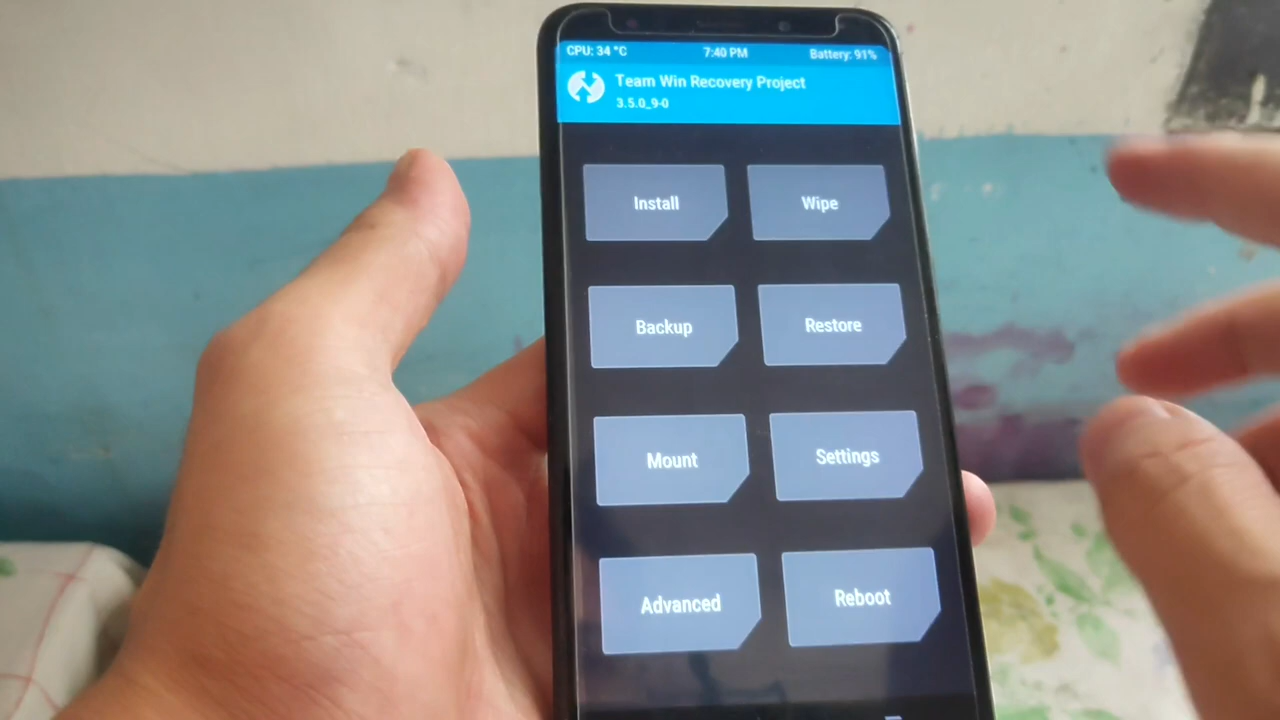 CPU: 34 °C 7:40 PM Battery: 91%
Team Win Recovery Project
3.5.0_9-0
Install Wipe
Backup Restore
Mount Settings
Advanced Reboot